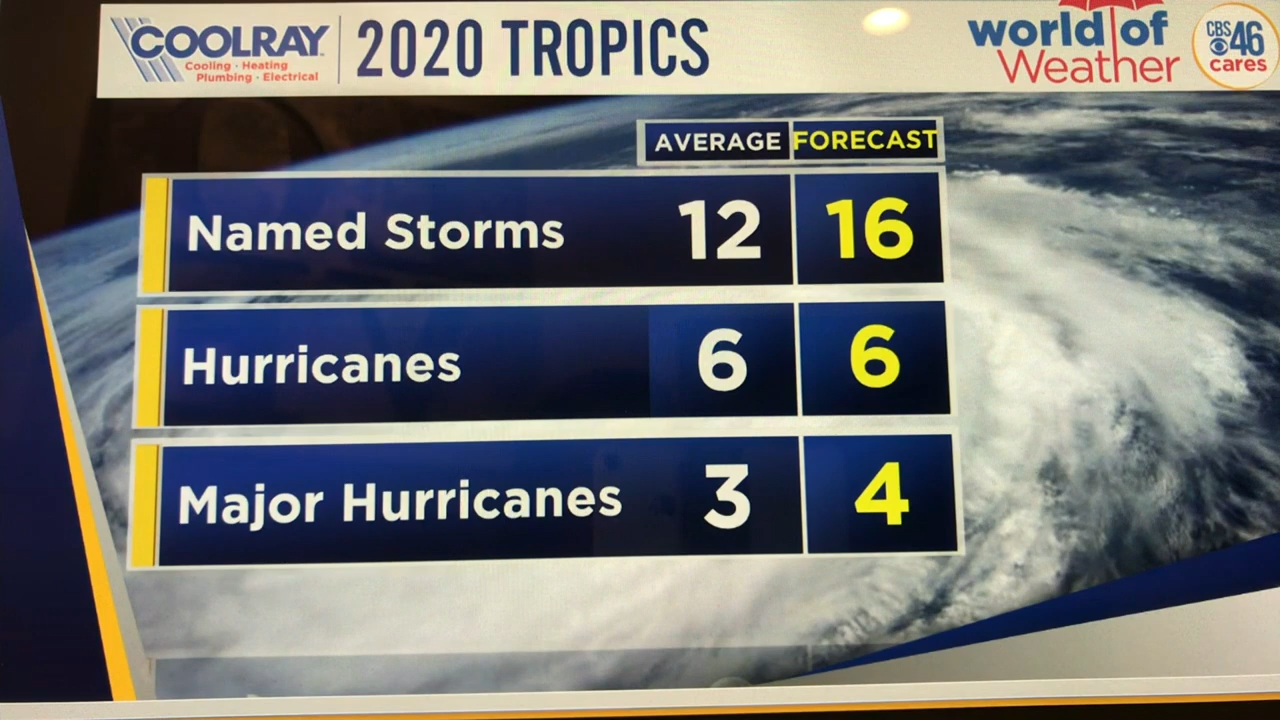 COOLRAY
Cooling · Heating
Plumbing · Electrical
2020 TROPICS
world of
Weather
CBS
46
cares
AVERAGE FORECAST
Named Storms 12 16
Hurricanes 6 6
Major Hurricanes 3 4